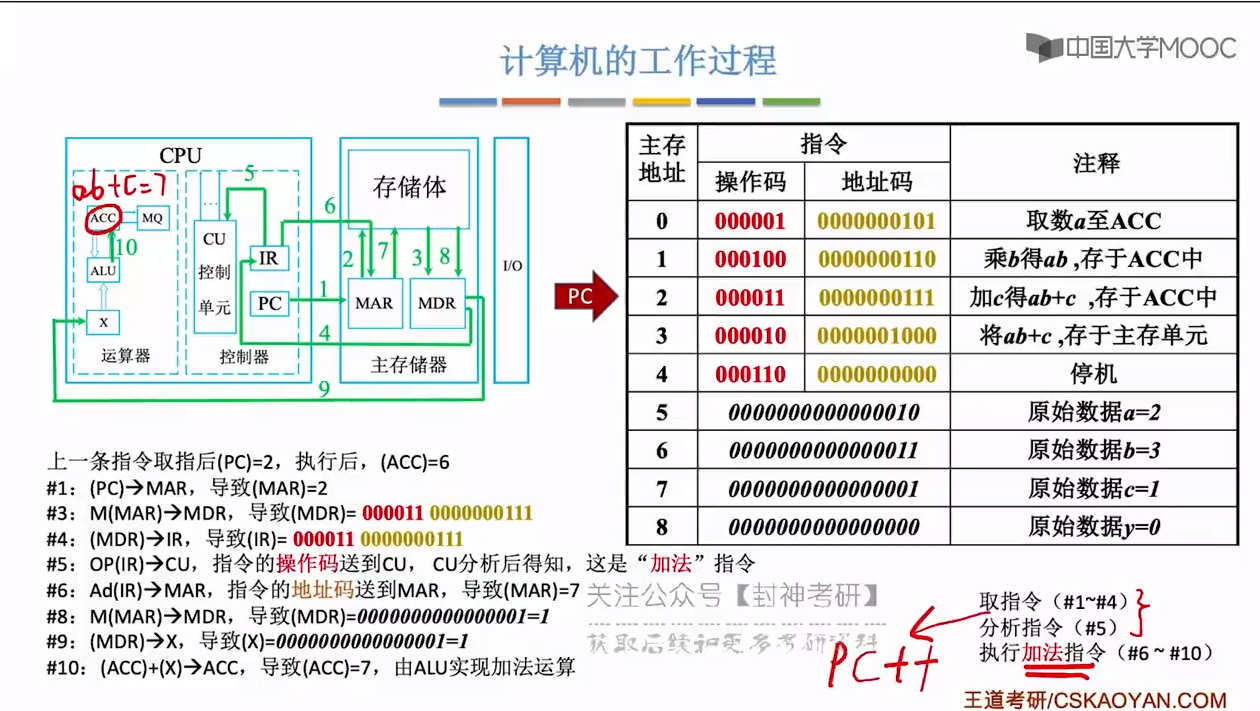 计算机的工作过程
中国大学MOOC
CPU
ab+c=7
ACC
MQ
10
ALU
X
运算器
5
...
CU
控制
单元
IR
PC
控制器
6
1
4
9
存储体
2
7
3
8
MAR
MDR
主存储器
I/O
PC
主存地址 指令 注释
操作码 地址码
0 000001 0000000101 取数a至ACC
1 000100 0000000110 乘b得ab ,存于ACC中
2 000011 0000000111 加c得ab+c ,存于ACC中
3 000010 0000001000 将ab+c ,存于主存单元
4 000110 0000000000 停机
5 0000000000000010 原始数据a=2
6 0000000000000011 原始数据b=3
7 0000000000000001 原始数据c=1
8 0000000000000000 原始数据y=0
上一条指令取指后(PC)=2，执行后，(ACC)=6
#1：(PC)→MAR，导致(MAR)=2
#3：M(MAR)→MDR，导致(MDR)= 000011 0000000111
#4：(MDR)→IR，导致(IR)= 000011 0000000111
#5：OP(IR)→CU，指令的操作码送到CU， CU分析后得知，这是“加法”指令
#6：Ad(IR)→MAR，指令的地址码送到MAR，导致(MAR)=7
#8：M(MAR)→MDR，导致(MDR)=0000000000000001=1
#9：(MDR)→X，导致(X)=0000000000000001=1
#10：(ACC)+(X)→ACC，导致(ACC)=7，由ALU实现加法运算
关注公众号【封神考研】
获取后续和更多考研资料
PC++
取指令（#1~#4）
分析指令（#5）
执行加法指令（#6 ~ #10）
王道考研/CSKAOYAN.COM